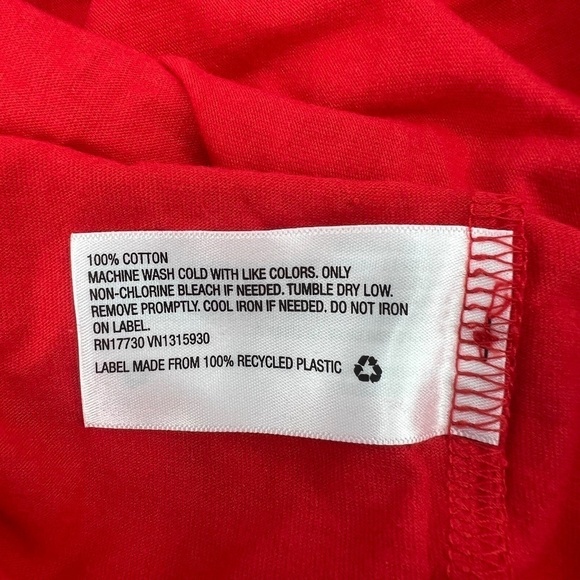 100% COTTON
MACHINE WASH COLD WITH LIKE COLORS. ONLY
NON-CHLORINE BLEACH IF NEEDED. TUMBLE DRY LOW.
REMOVE PROMPTLY. COOL IRON IF NEEDED. DO NOT IRON
ON LABEL.
RN17730 VN1315930
LABEL MADE FROM 100% RECYCLED PLASTIC